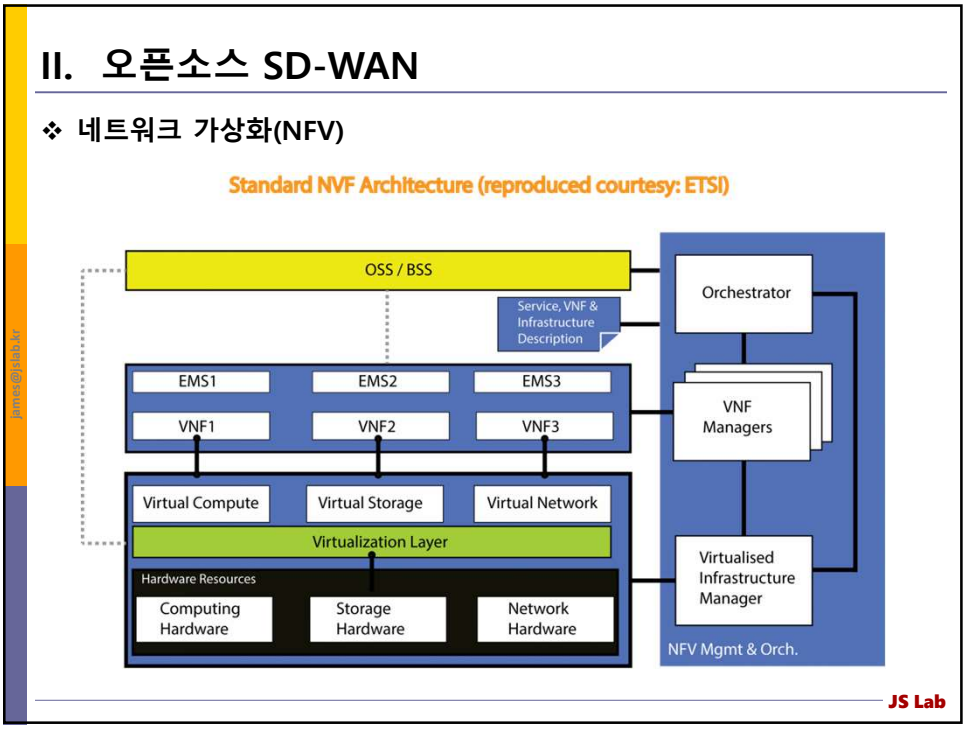 II. 오픈소스 SD-WAN
❖ 네트워크 가상화(NFV)
Standard NVF Architecture (reproduced courtesy: ETSI)
OSS / BSS
Service, VNF &
Infrastructure
Description
Orchestrator
EMS1
EMS2
EMS3
VNF1
VNF2
VNF3
VNF
Managers
Virtual Compute
Virtual Storage
Virtual Network
Virtualization Layer
Hardware Resources
Computing
Hardware
Storage
Hardware
Network
Hardware
Virtualised
Infrastructure
Manager
NFV Mgmt & Orch.
james@jslab.kr
JS Lab